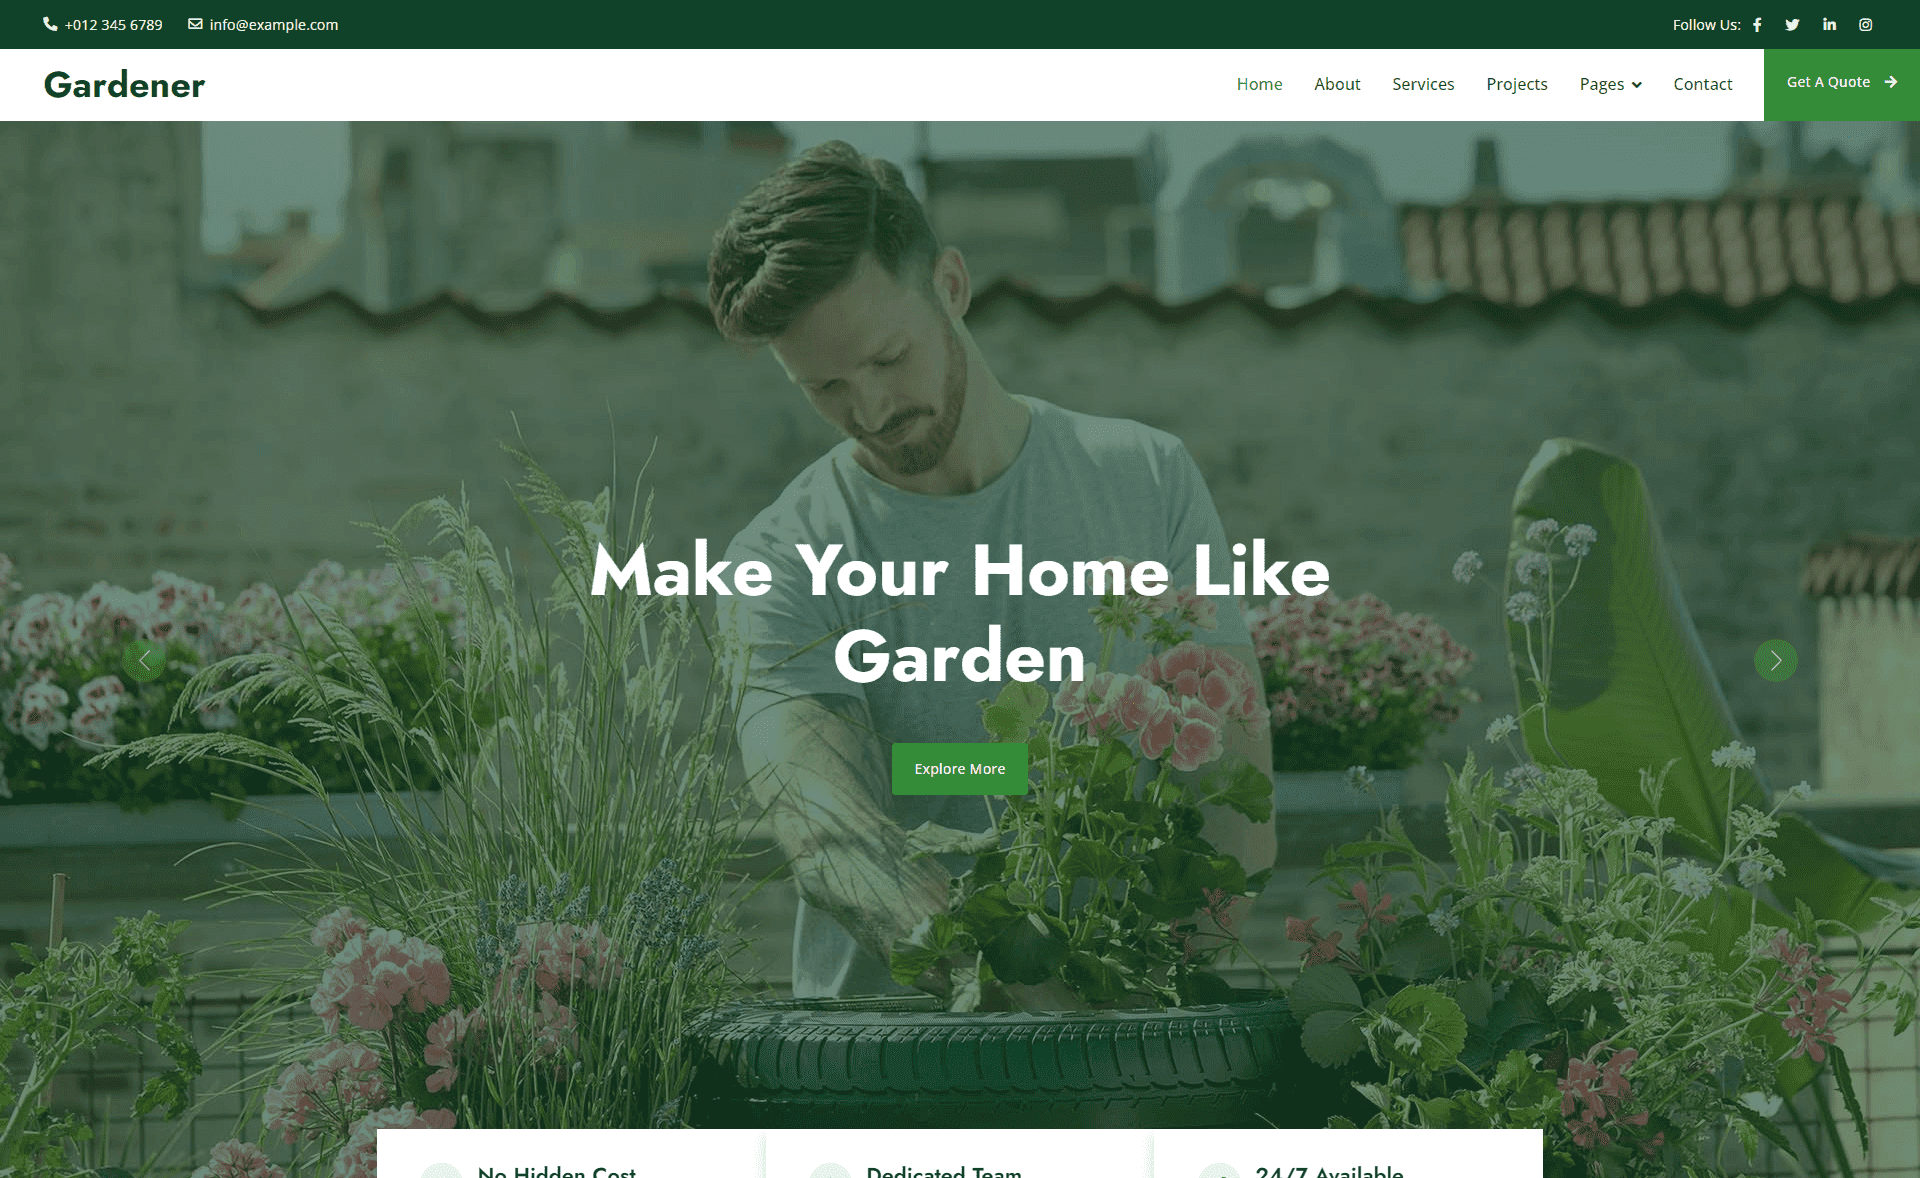 +012 345 6789
info@example.com
Follow Us:
Gardener
Home
About
Services
Projects
Pages
Contact
Get A Quote
Make Your Home Like
Garden
Explore More
No Hidden Cost
Dedicated Team
24/7 Available